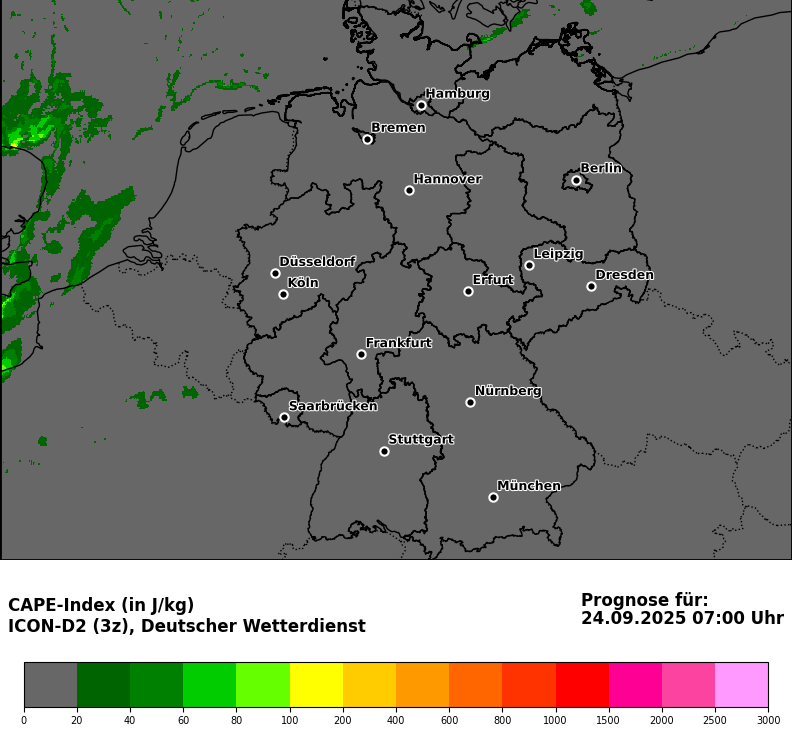 Hamburg
Bremen
Berlin
Hannover
Leipzig
Düsseldorf
Dresden
Köln
Erfurt
Frankfurt
Nürnberg
Saarbrücken
Stuttgart
München
CAPE-Index (in J/kg)
ICON-D2 (3z), Deutscher Wetterdienst
Prognose für:
24.09.2025 07:00 Uhr
0 20 40 60 80 100 200 400 600 800 1000 1500 2000 2500 3000